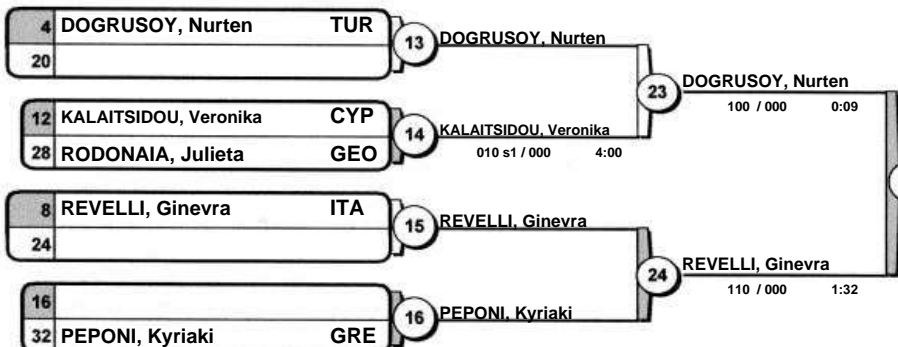 4 DOGRUSOY, Nurten TUR
20
13 DOGRUSOY, Nurten
12 KALAITSIDOU, Veronika CYP
28 RODONAIA, Julieta GEO
14 KALAITSIDOU, Veronika
010 s1 / 000 4:00
23 DOGRUSOY, Nurten
100 / 000 0:09
8 REVELLI, Ginevra ITA
24
15 REVELLI, Ginevra
16
32 PEPONI, Kyriaki GRE
16 PEPONI, Kyriaki
24 REVELLI, Ginevra
110 / 000 1:32